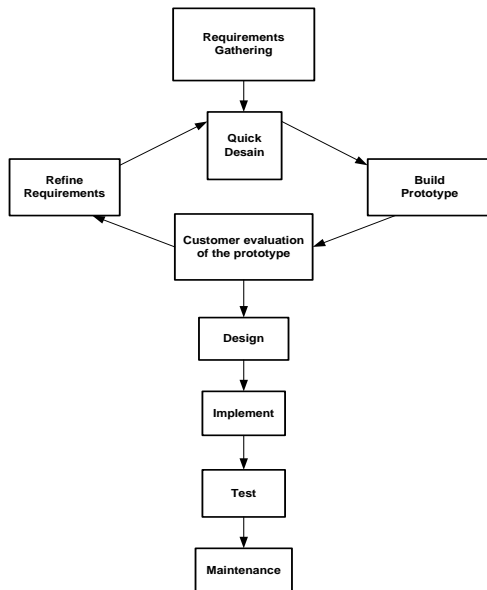 Requirements
Gathering
Quick
Desain
Refine
Requirements
Build
Prototype
Customer evaluation
of the prototype
Design
Implement
Test
Maintenance